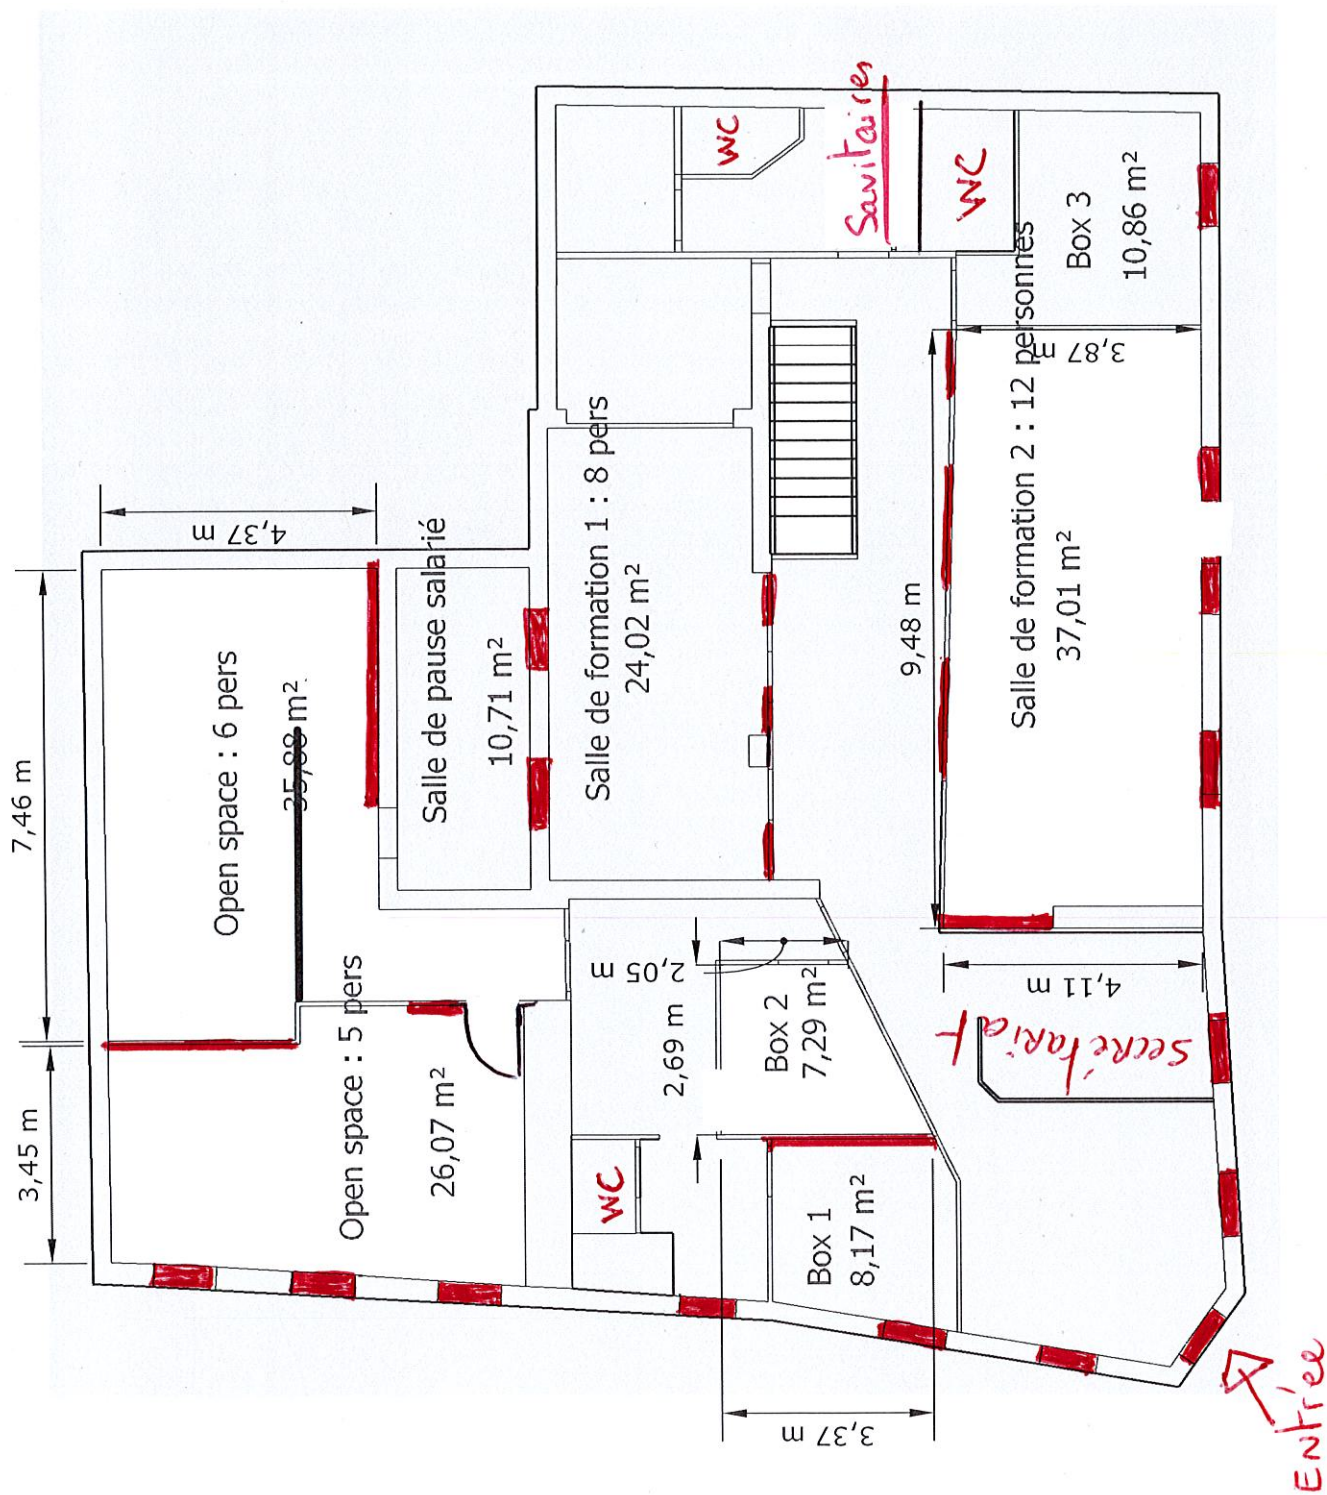 7,46 m
3,45 m
4,37 m
Open space : 6 pers
35,88 m²
Salle de pause salarié
10,71 m²
Open space : 5 pers
26,07 m²
Salle de formation 1 : 8 pers
24,02 m²
WC
Sanitaires
WC
Box 3
10,86 m²
3,87 m
Salle de formation 2 : 12 personnes
37,01 m²
9,48 m
2,05 m
2,69 m
Box 2
7,29 m²
4,11 m
Secrétariat
WC
Box 1
8,17 m²
3,37 m
Entrée